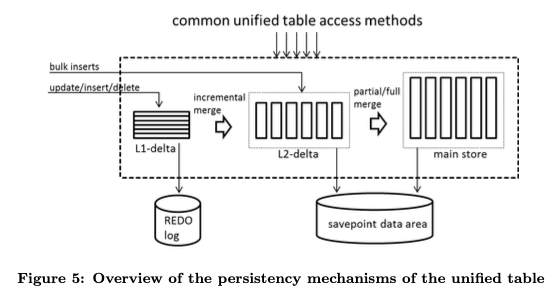 common unified table access methods
bulk inserts
update/insert/delete
incremental
merge
partial/full
merge
L1-delta
L2-delta
main store
REDO
log
savepoint data area
Figure 5: Overview of the persistency mechanisms of the unified table